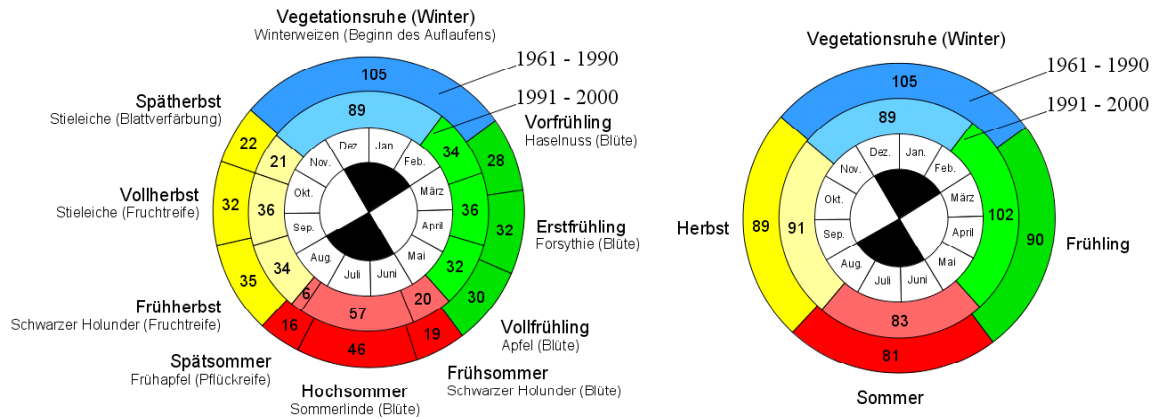 Vegetationsruhe (Winter)
Winterweizen (Beginn des Auflaufens)
1961 - 1990
1991 - 2000
105
89
Spätherbst
Stieleiche (Blattverfärbung)
22
21
Vollherbst
Stieleiche (Fruchtreife)
32
36
Frühherbst
Schwarzer Holunder (Fruchtreife)
35
34
Spätsommer
Frühapfel (Pflückreife)
16
6
Hochsommer
Sommerlinde (Blüte)
46
57
Frühsommer
Schwarzer Holunder (Blüte)
19
20
Vollfrühling
Apfel (Blüte)
30
32
Erstfrühling
Forsythie (Blüte)
32
36
Vorfrühling
Haselnuss (Blüte)
28
34
Jan.
Feb.
März
April
Mai
Juni
Juli
Aug.
Sep.
Okt.
Nov.
Dez
Vegetationsruhe (Winter)
1961 - 1990
1991 - 2000
105
89
Herbst
89
91
Frühling
102
90
83
81
Sommer
Jan.
Feb.
März
April
Mai
Juni
Juli
Aug.
Sep.
Okt.
Nov.
Dez.